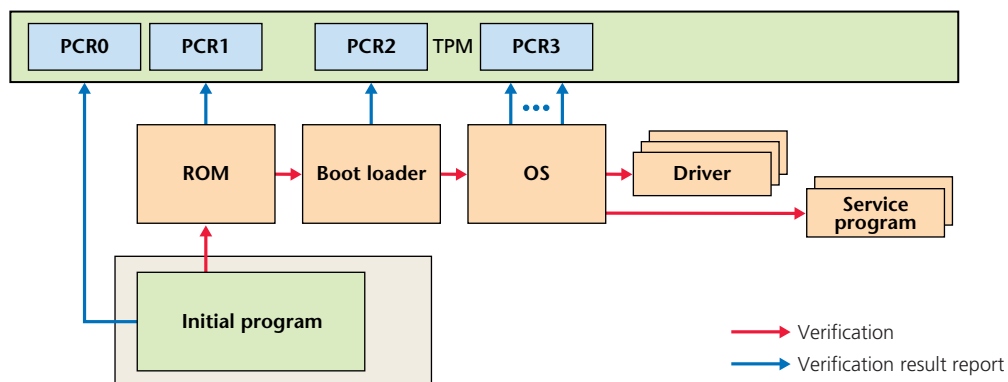 PCR0 PCR1 PCR2 TPM PCR3
ROM Boot loader OS Driver
Service
program
Initial program
Verification
Verification result report